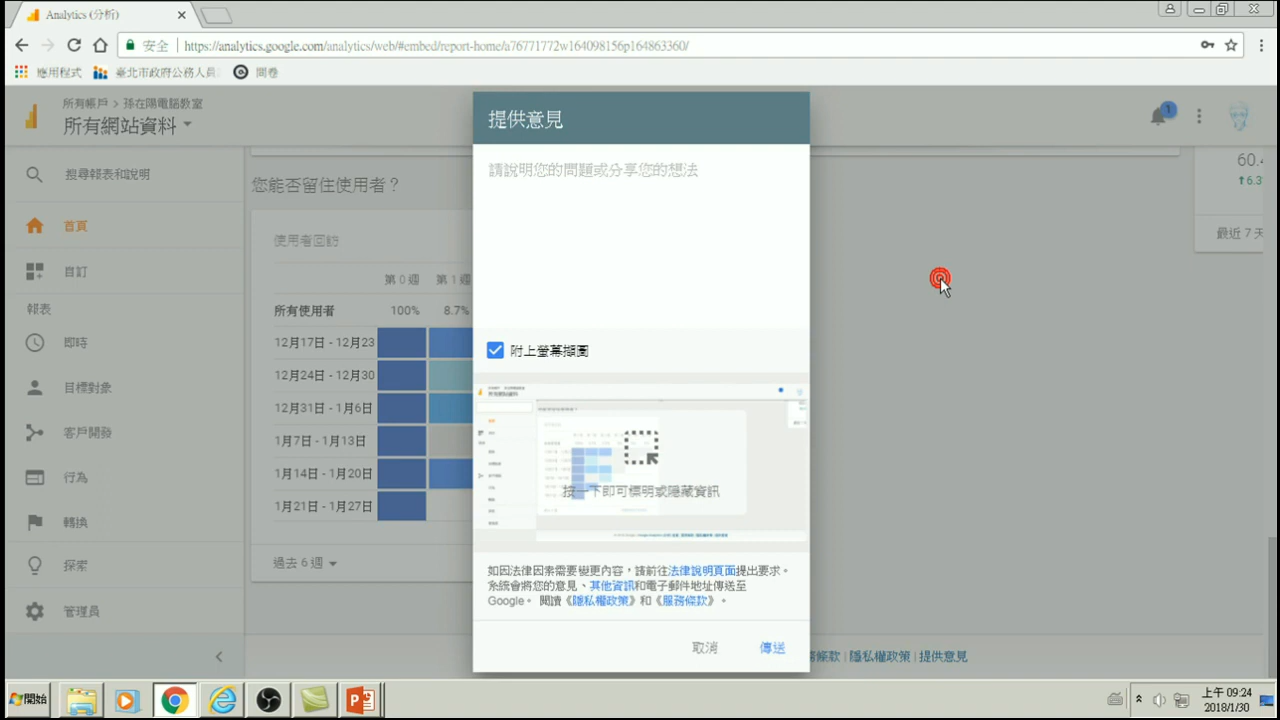 Analytics (分析)
安全 https://analytics.google.com/analytics/web/#embed/report-home/a76771772w164098156p164863360/
應用程式 臺北市政府公務人員 問卷
所有帳戶 > 孫在陽電腦教室
所有網站資料
1
搜尋報表和說明
首頁
自訂
報表
即時
目標對象
客戶開發
行為
轉換
探索
管理員
您能否留住使用者？
使用者回訪
第 0 週 第 1 週
所有使用者 100% 8.7%
12月17日 - 12月23
12月24日 - 12月30
12月31日 - 1月6日
1月7日 - 1月13日
1月14日 - 1月20日
1月21日 - 1月27日
過去 6 週
提供意見
請說明您的問題或分享您的想法
附上螢幕擷圖
按一下即可標明或隱藏資訊
如因法律因素需要變更內容，請前往法律說明頁面提出要求。
系統會將您的意見、其他資訊和電子郵件地址傳送至
Google。 閱讀《隱私權政策》和《服務條款》。
取消 傳送
60.4
6.3
最近 7 天
務條款 | 隱私權政策 | 提供意見
開始
上午 09:24
2018/1/30